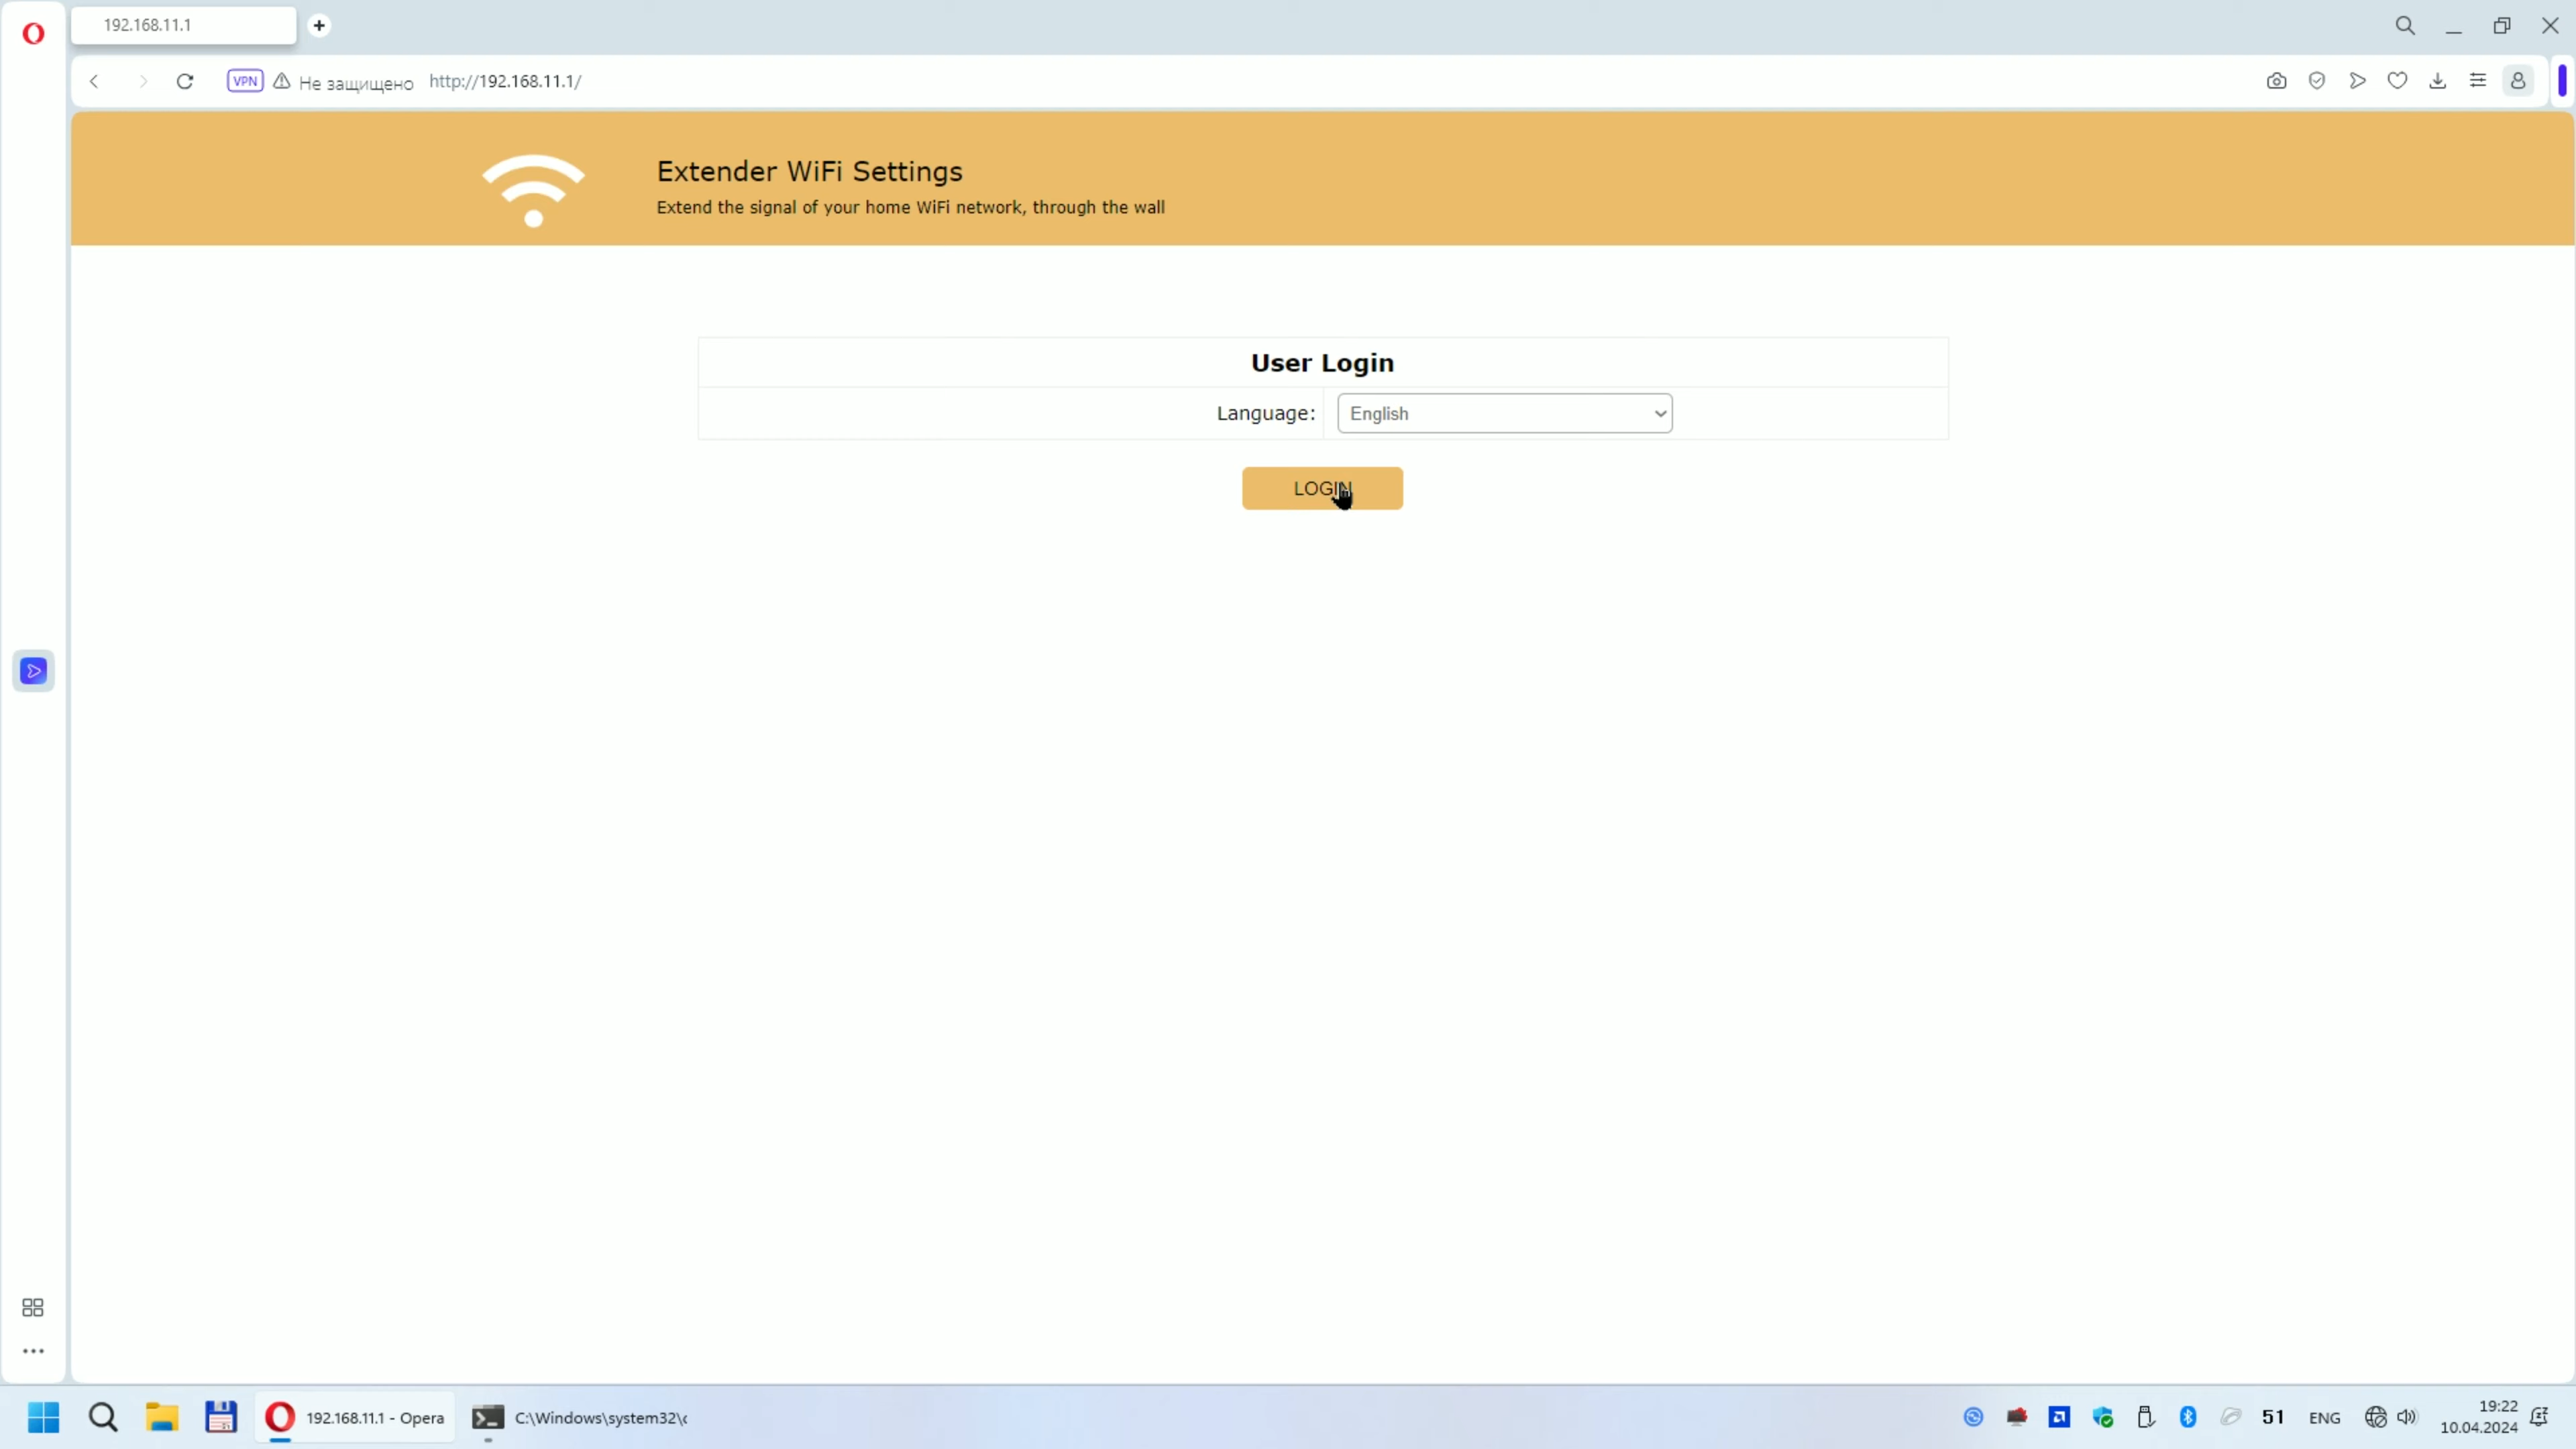 192.168.11.1
VPN Не защищено http://192.168.11.1/
Extender WiFi Settings
Extend the signal of your home WiFi network, through the wall
User Login
Language: English
LOGIN
192.168.11.1 - Opera
C:\Windows\system32\c
51
ENG
19:22
10.04.2024